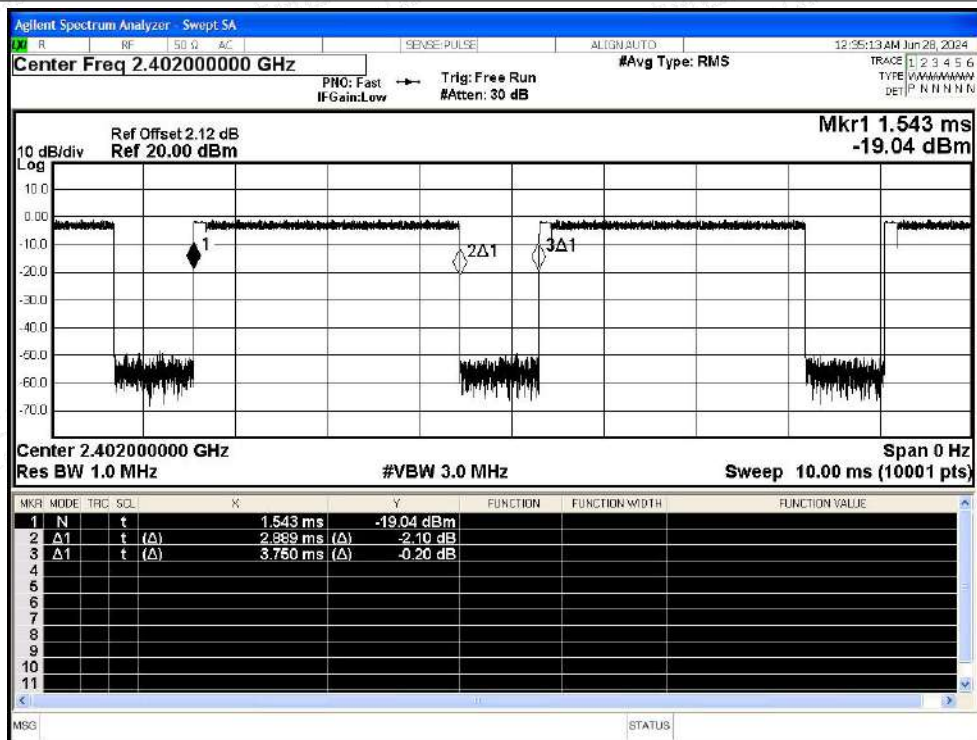 Agilent Spectrum Analyzer - Swept SA
LXI R RF 50 Ω AC SENSE:PULSE ALIGN AUTO 12:35:13 AM Jun 28, 2024
Center Freq 2.402000000 GHz #Avg Type: RMS TRACE 1 2 3 4 5 6
PNO: Fast Trig: Free Run TYPE
IFGain:Low #Atten: 30 dB DET P N N N N N
Mkr1 1.543 ms
-19.04 dBm
Ref Offset 2.12 dB
10 dB/div Ref 20.00 dBm
Log
10.0
0.00
-10.0
1 2Δ1 3Δ1
-20.0
-30.0
-40.0
-50.0
-60.0
-70.0
Center 2.402000000 GHz Span 0 Hz
Res BW 1.0 MHz #VBW 3.0 MHz Sweep 10.00 ms (10001 pts)
MKR MODE TRC SCL X Y FUNCTION FUNCTION WIDTH FUNCTION VALUE
1 N t 1.543 ms -19.04 dBm
2 Δ1 t (Δ) 2.889 ms (Δ) -2.10 dB
3 Δ1 t (Δ) 3.750 ms (Δ) -0.20 dB
4
5
6
7
8
9
10
11
MSG STATUS